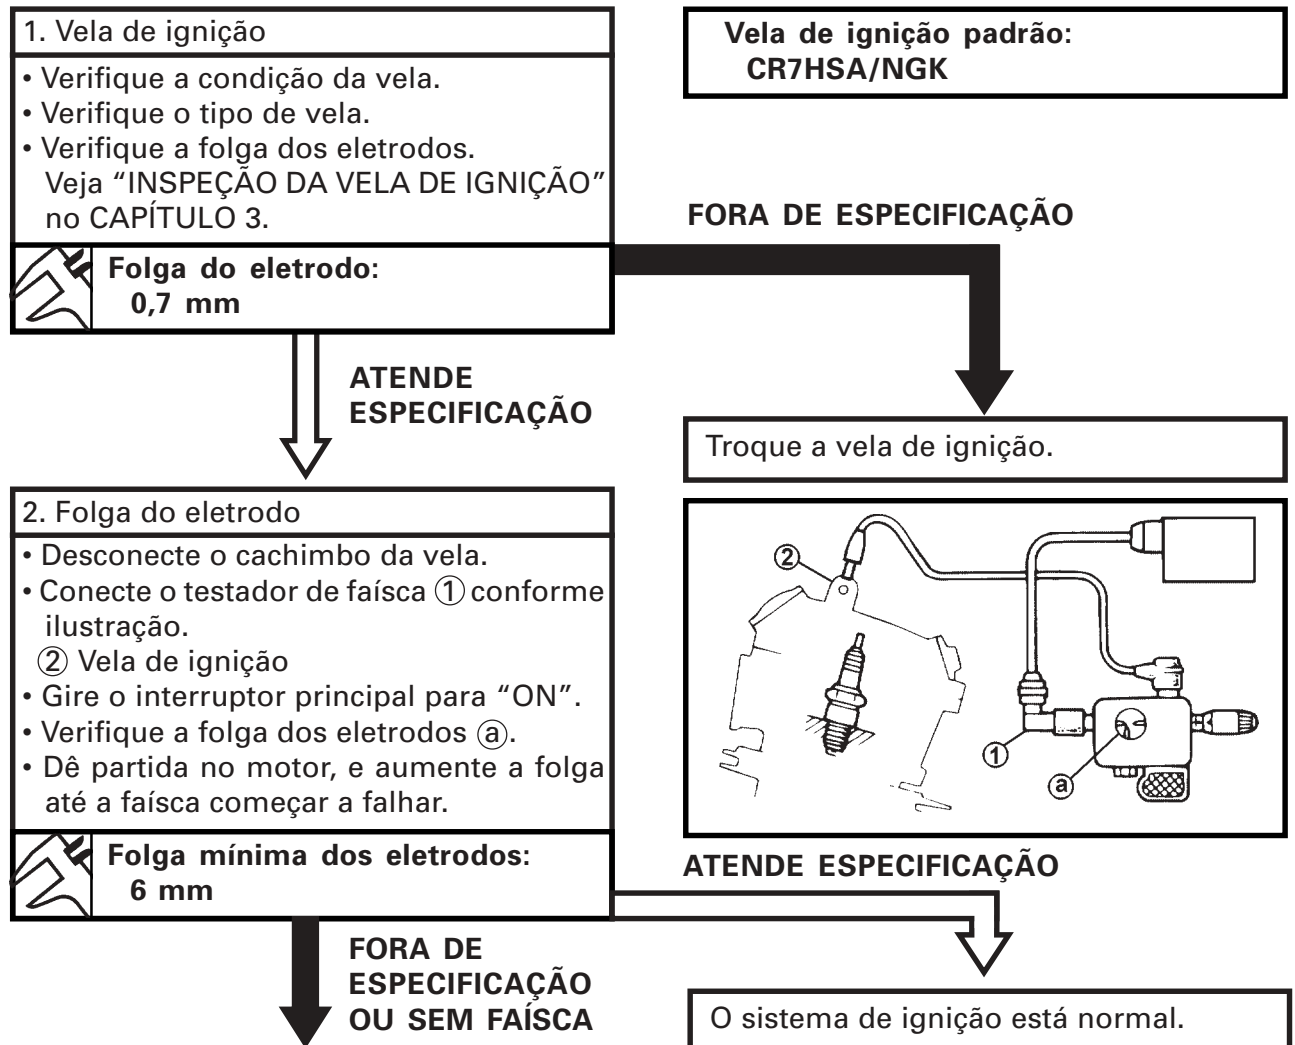 1. Vela de ignição
• Verifique a condição da vela.
• Verifique o tipo de vela.
• Verifique a folga dos eletrodos.
Veja “INSPEÇÃO DA VELA DE IGNIÇÃO”
no CAPÍTULO 3.
Folga do eletrodo:
0,7 mm
Vela de ignição padrão:
CR7HSA/NGK
FORA DE ESPECIFICAÇÃO
ATENDE
ESPECIFICAÇÃO
Troque a vela de ignição.
2. Folga do eletrodo
• Desconecte o cachimbo da vela.
• Conecte o testador de faísca ① conforme
ilustração.
② Vela de ignição
• Gire o interruptor principal para “ON”.
• Verifique a folga dos eletrodos ⓐ.
• Dê partida no motor, e aumente a folga
até a faísca começar a falhar.
Folga mínima dos eletrodos:
6 mm
②
①
ⓐ
ATENDE ESPECIFICAÇÃO
FORA DE
ESPECIFICAÇÃO
OU SEM FAÍSCA
O sistema de ignição está normal.